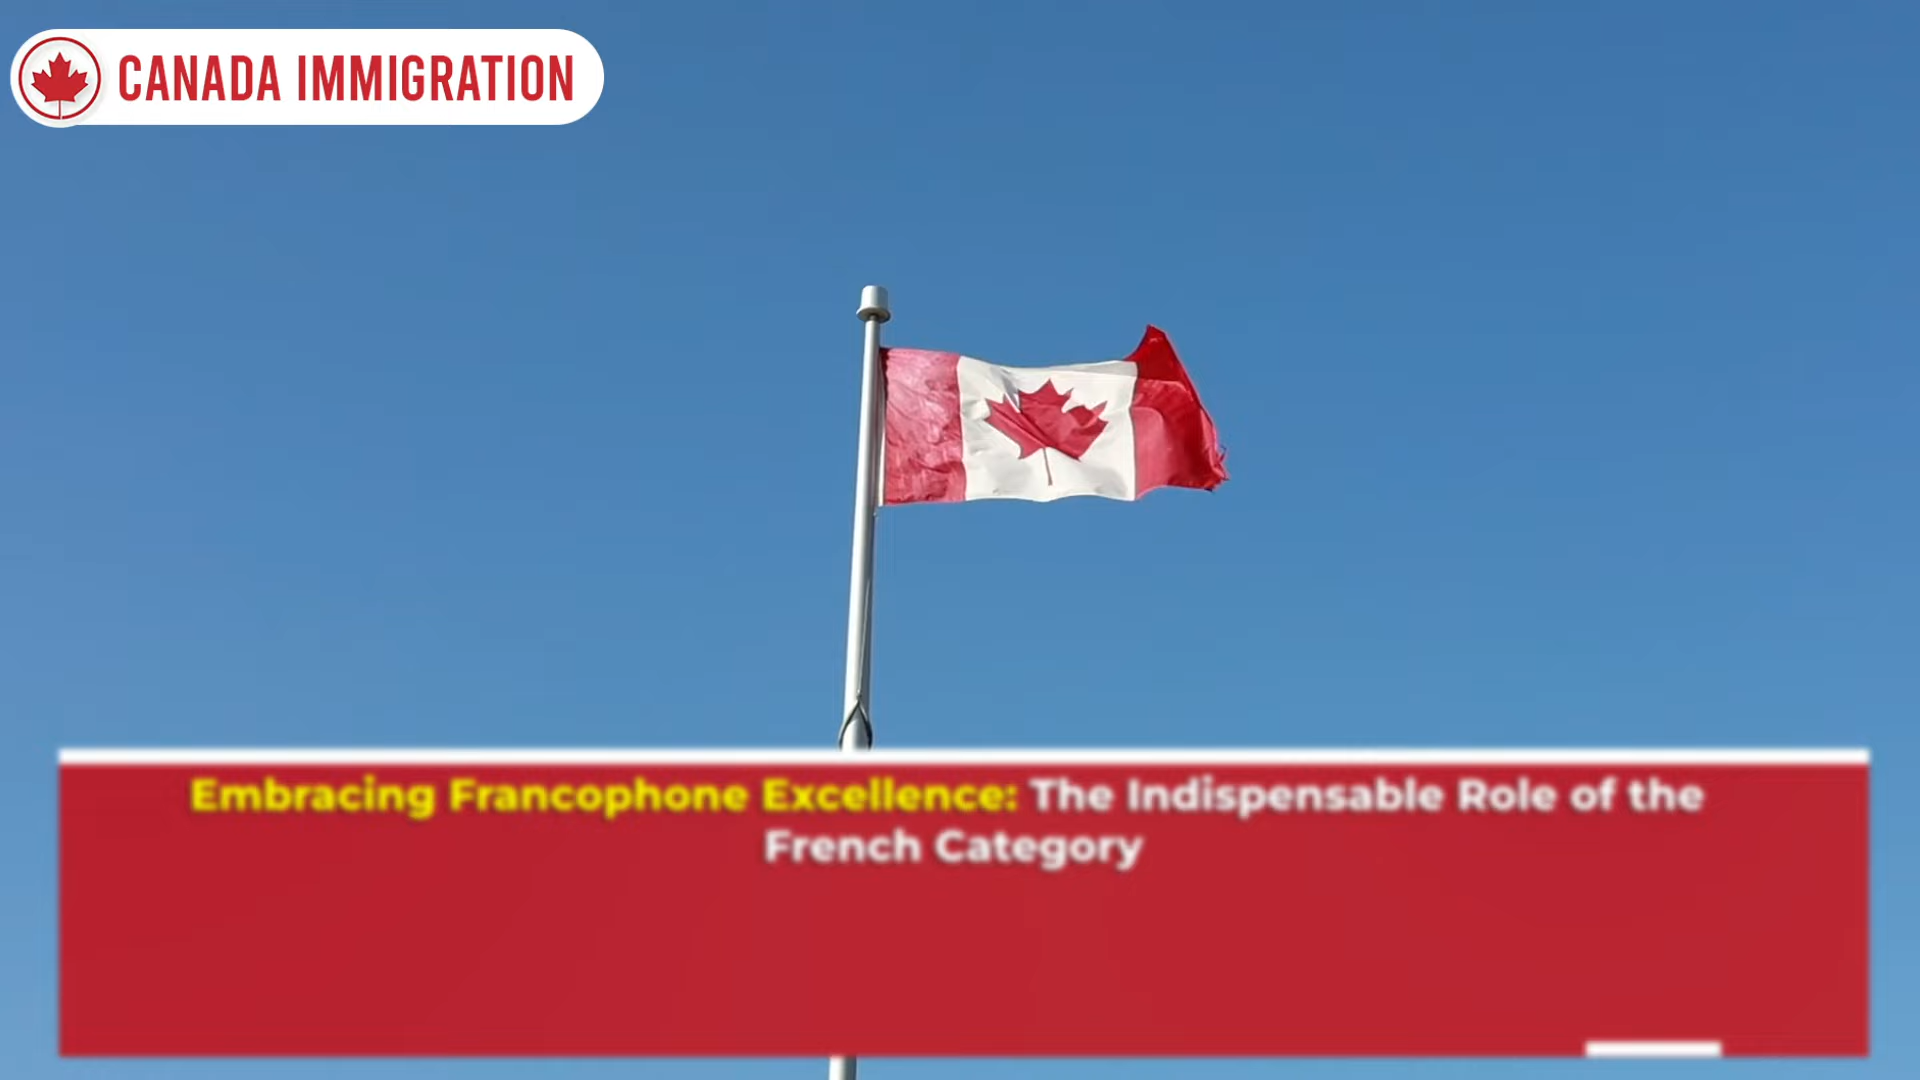 CANADA IMMIGRATION
Embracing Francophone Excellence: The Indispensable Role of the
French Category